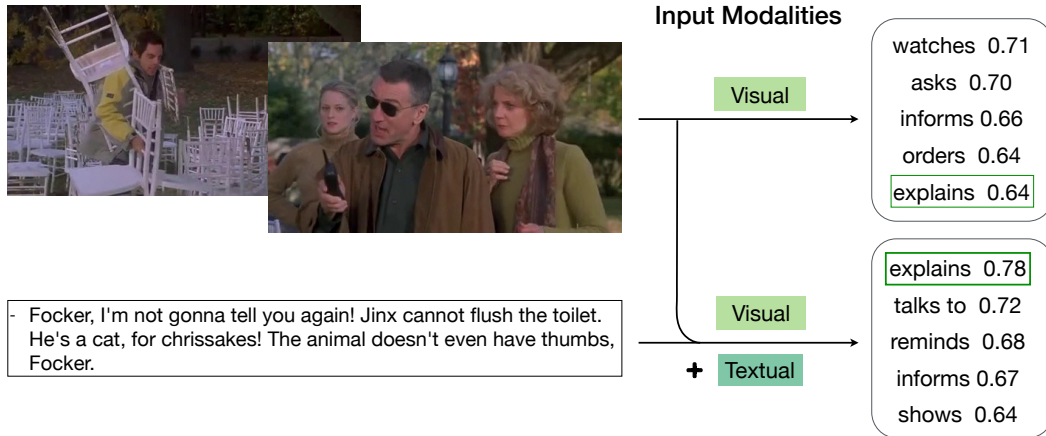 Input Modalities
Visual
watches 0.71
asks 0.70
informs 0.66
orders 0.64
explains 0.64
- Focker, I'm not gonna tell you again! Jinx cannot flush the toilet.
He's a cat, for chrissakes! The animal doesn't even have thumbs,
Focker.
Visual
+ Textual
explains 0.78
talks to 0.72
reminds 0.68
informs 0.67
shows 0.64